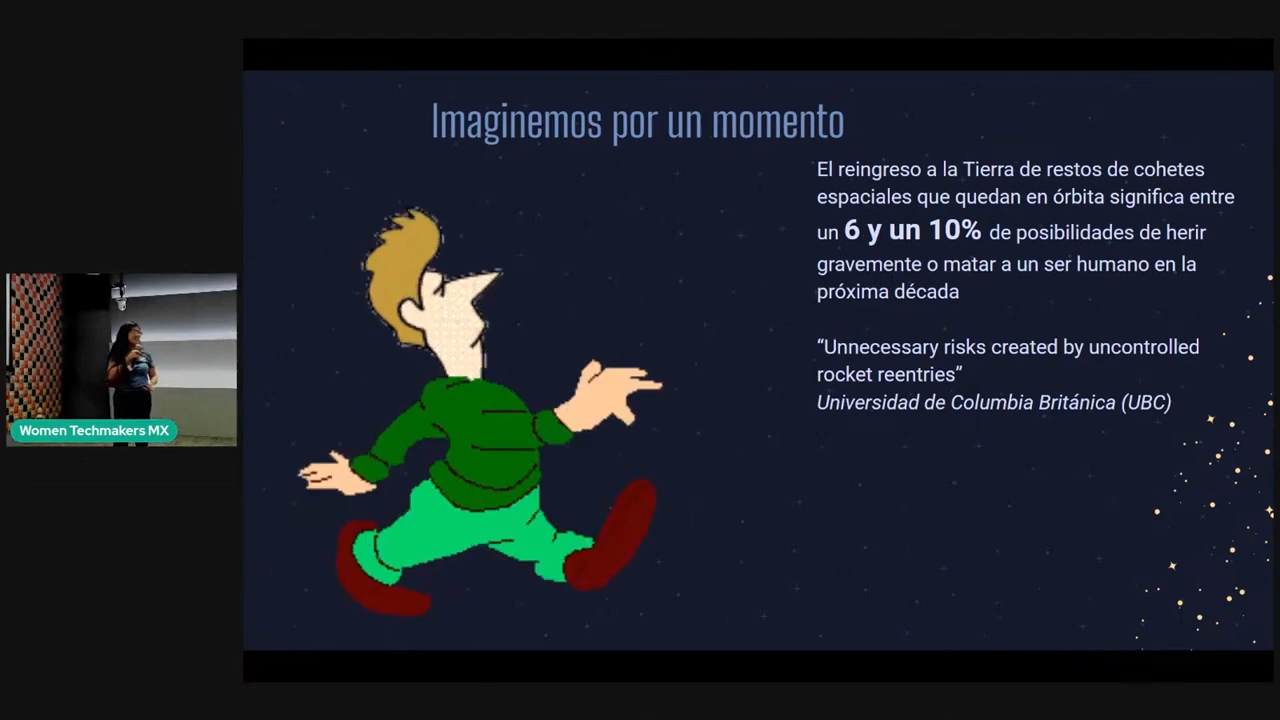 Imaginemos por un momento
El reingreso a la Tierra de restos de cohetes
espaciales que quedan en órbita significa entre
un 6 y un 10% de posibilidades de herir
gravemente o matar a un ser humano en la
próxima década
“Unnecessary risks created by uncontrolled
rocket reentries”
Universidad de Columbia Británica (UBC)
Women Techmakers MX